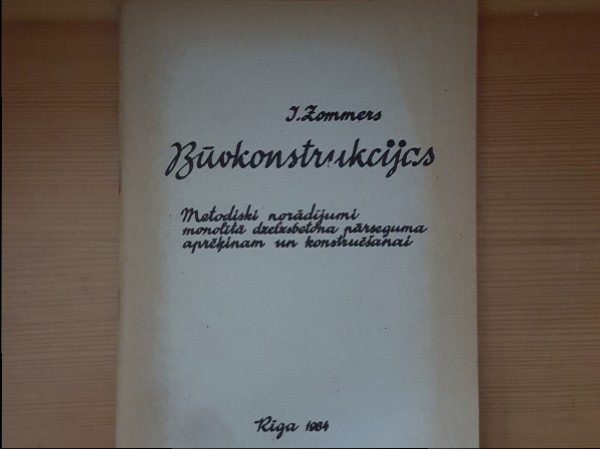 J. Zommers
Būvkonstrukcijas
Metodiski norādījumi
monolītā dzelzsbetona pārseguma
aprēķinam un konstruēšanai
Rīga 1984